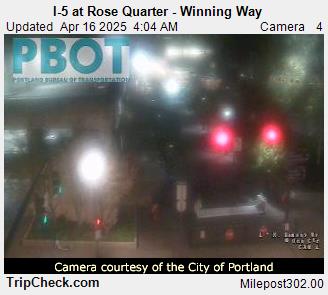 I-5 at Rose Quarter - Winning Way
Updated Apr 16 2025 4:04 AM Camera 4
PBOT
PORTLAND BUREAU OF TRANSPORTATION
Camera courtesy of the City of Portland
TripCheck.com Milepost302.00